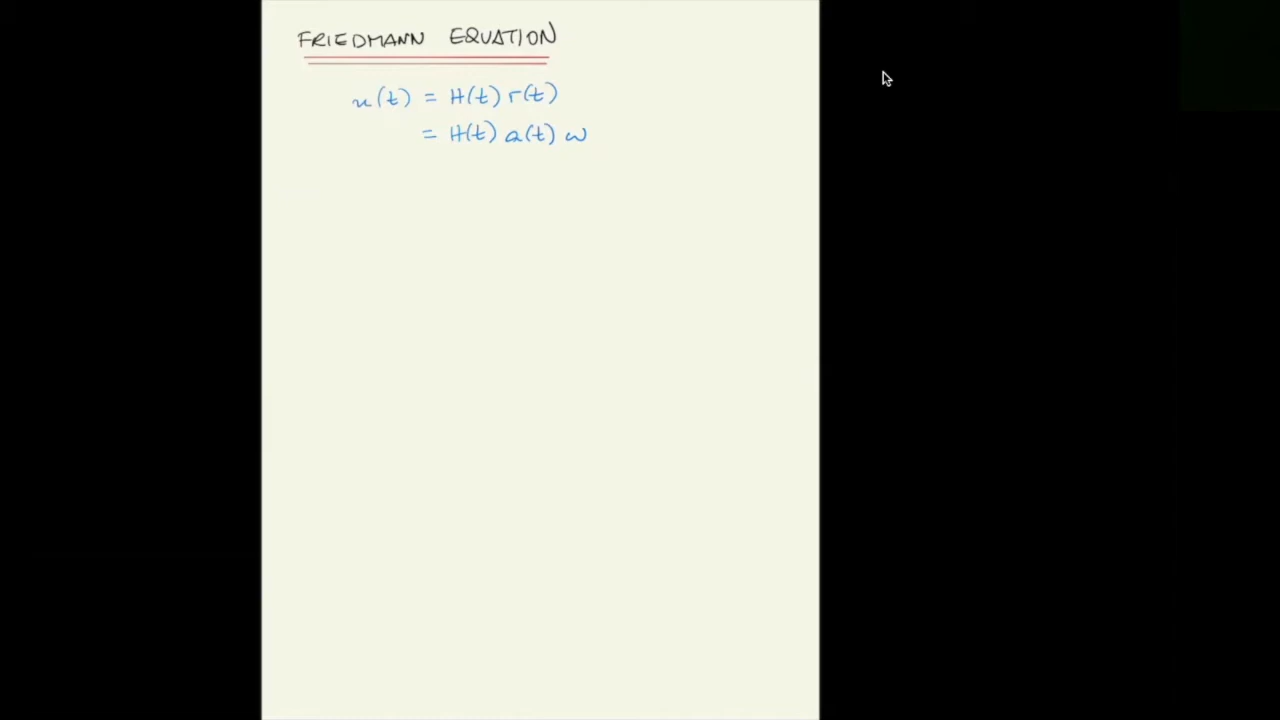 FRIEDMANN EQUATION
u(t) = H(t) r(t)
= H(t) a(t) ω